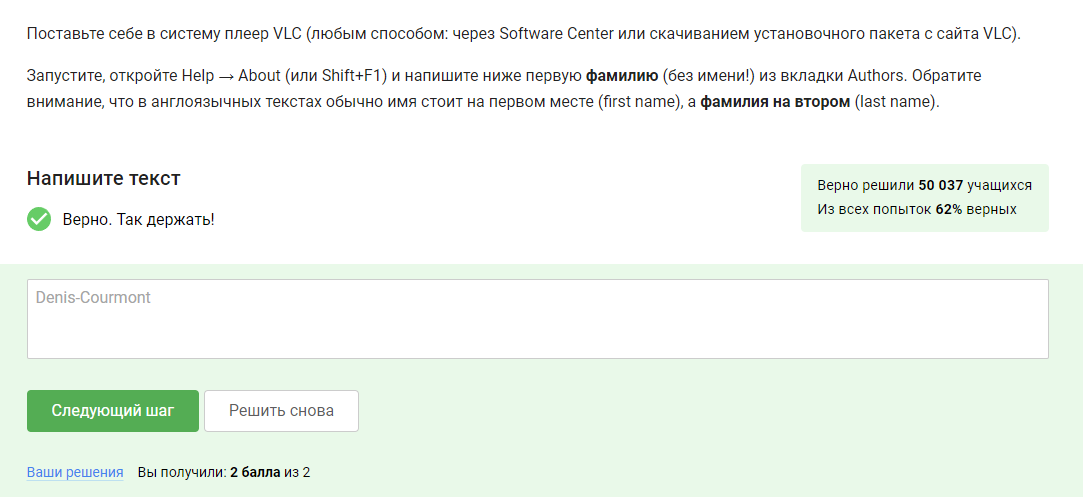 Поставьте себе в систему плеер VLC (любым способом: через Software Center или скачиванием установочного пакета с сайта VLC).
Запустите, откройте Help → About (или Shift+F1) и напишите ниже первую фамилию (без имени!) из вкладки Authors. Обратите
внимание, что в англоязычных текстах обычно имя стоит на первом месте (first name), а фамилия на втором (last name).
Напишите текст
Верно. Так держать!
Верно решили 50 037 учащихся
Из всех попыток 62% верных
Denis-Courmont
Следующий шаг
Решить снова
Ваши решения Вы получили: 2 балла из 2